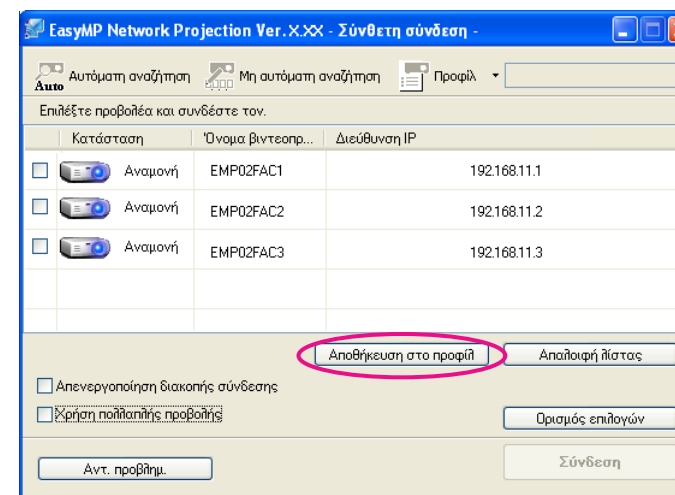 EasyMP Network Projection Ver.X.XX - Σύνθετη σύνδεση -
Auto Αυτόματη αναζήτηση Μη αυτόματη αναζήτηση Προφίλ
Επιλέξτε προβολέα και συνδέστε τον.
Κατάσταση Όνομα βιντεοπρ... Διεύθυνση IP
Αναμονή EMP02FAC1 192.168.11.1
Αναμονή EMP02FAC2 192.168.11.2
Αναμονή EMP02FAC3 192.168.11.3
Αποθήκευση στο προφίλ Απαλοιφή λίστας
Απενεργοποίηση διακοπής σύνδεσης
Χρήση πολλαπλής προβολής Ορισμός επιλογών
Αντ. προβλημ. Σύνδεση